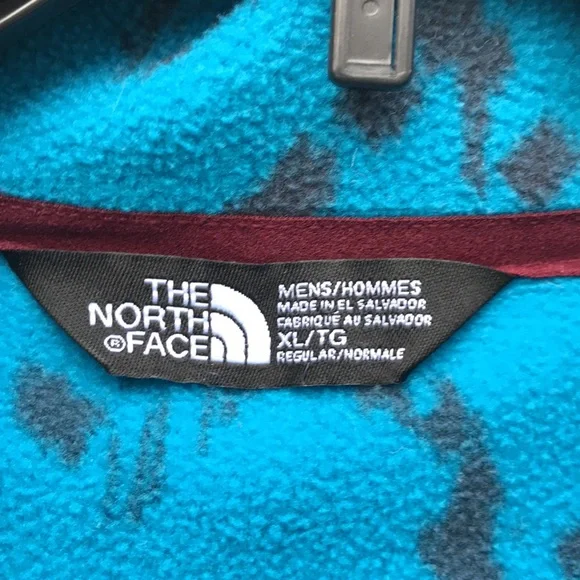 THE
NORTH
® FACE
MENS/HOMMES
MADE IN EL SALVADOR
FABRIQUE AU SALVADOR
XL/TG
REGULAR/NORMALE